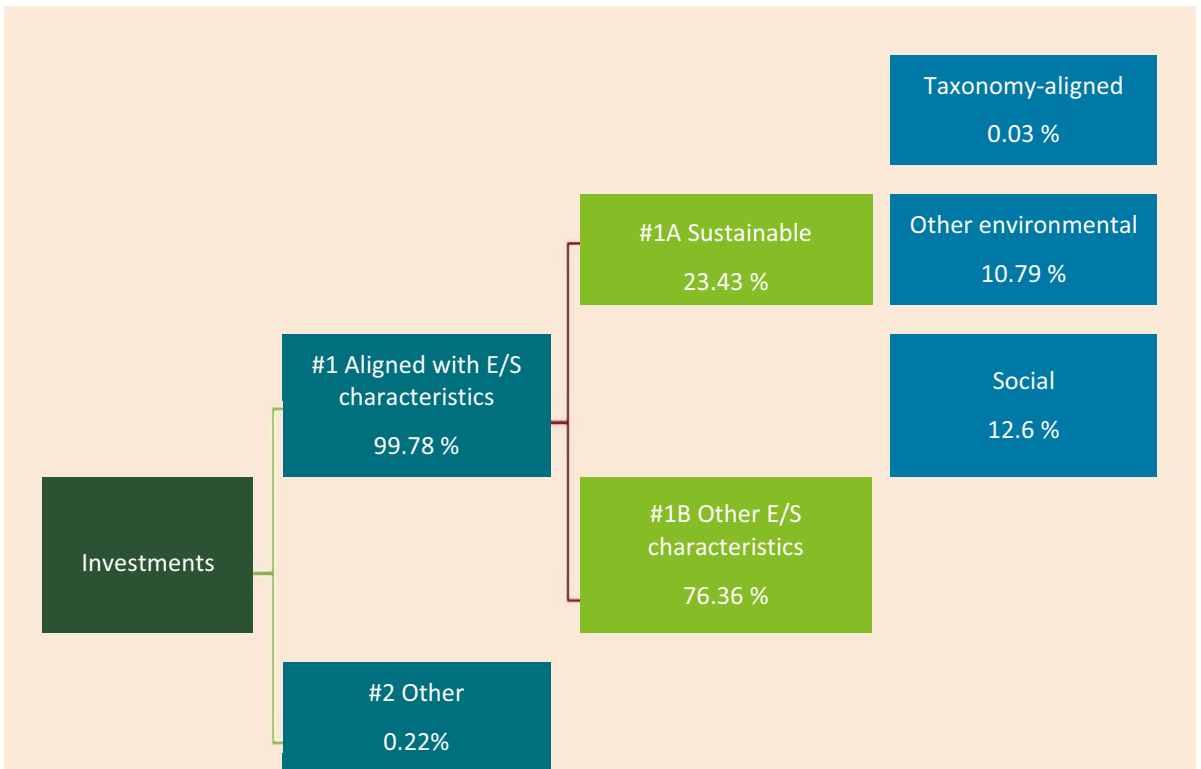 Taxonomy-aligned
0.03 %
#1A Sustainable
23.43 %
Other environmental
10.79 %
#1 Aligned with E/S
characteristics
99.78 %
Social
12.6 %
Investments
#1B Other E/S
characteristics
76.36 %
#2 Other
0.22%